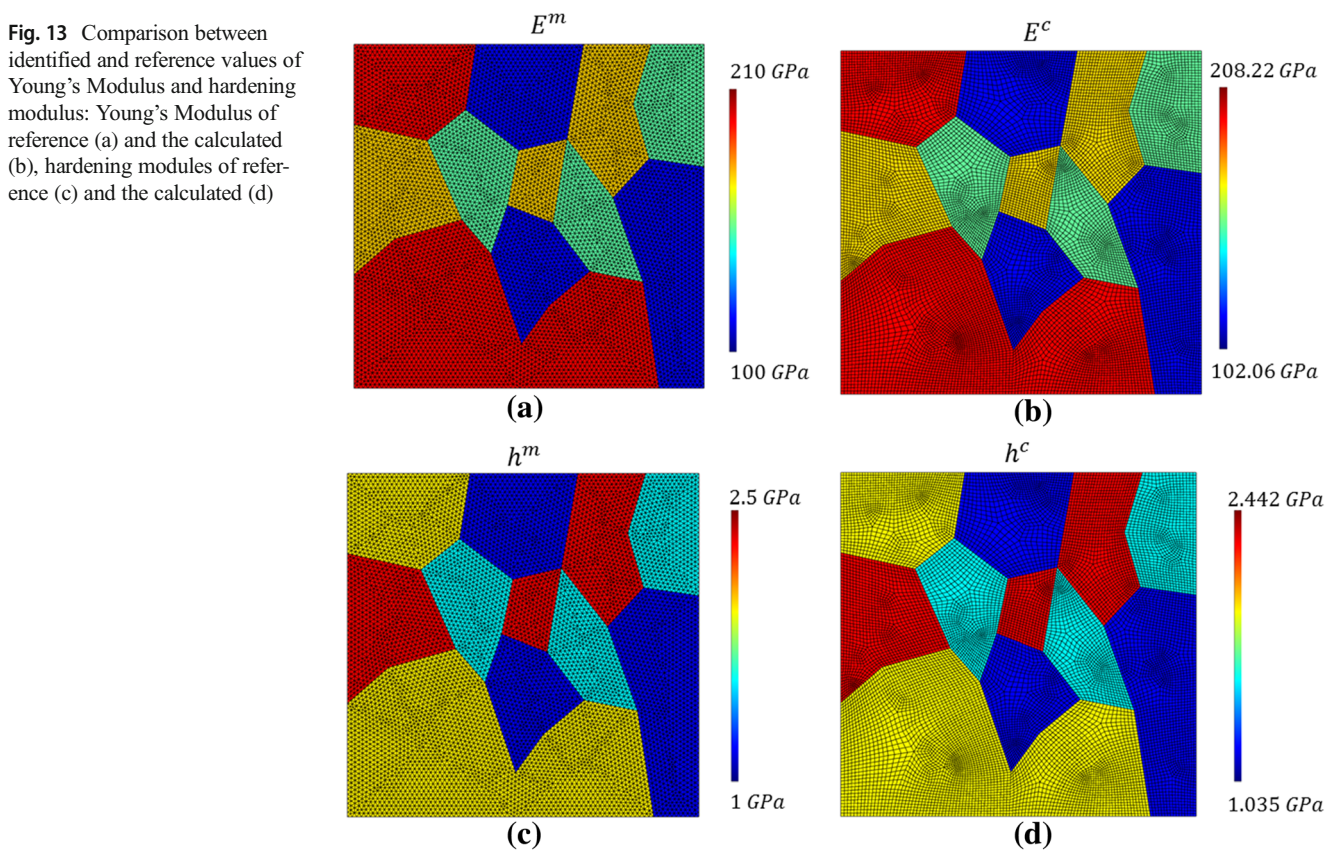 Fig. 13 Comparison between
identified and reference values of
Young's Modulus and hardening
modulus: Young's Modulus of
reference (a) and the calculated
(b), hardening modules of refer-
ence (c) and the calculated (d)
E^m
210 GPa
100 GPa
(a)
E^c
208.22 GPa
102.06 GPa
(b)
h^m
2.5 GPa
1 GPa
(c)
h^c
2.442 GPa
1.035 GPa
(d)